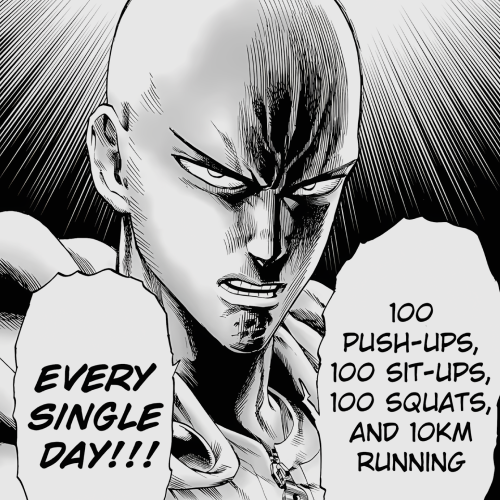 100
PUSH-UPS,
100 SIT-UPS,
100 SQUATS,
AND 10KM
RUNNING
EVERY
SINGLE
DAY!!!